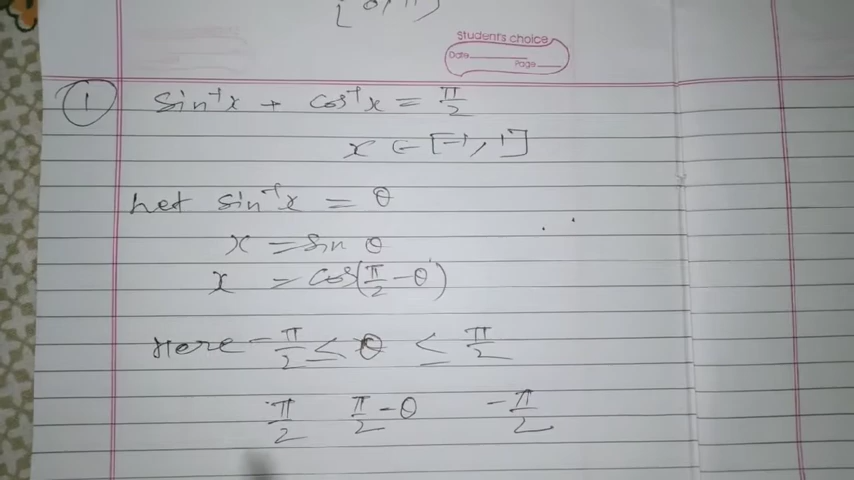 [0, π]
Student's choice
Date
Page
① sin⁻¹x + cos⁻¹x = π/2
x ∈ [-1, 1]
Let sin⁻¹x = θ
x = sin θ
x = cos(π/2 - θ)
Here -π/2 ≤ θ ≤ π/2
π/2 π/2 - θ -π/2